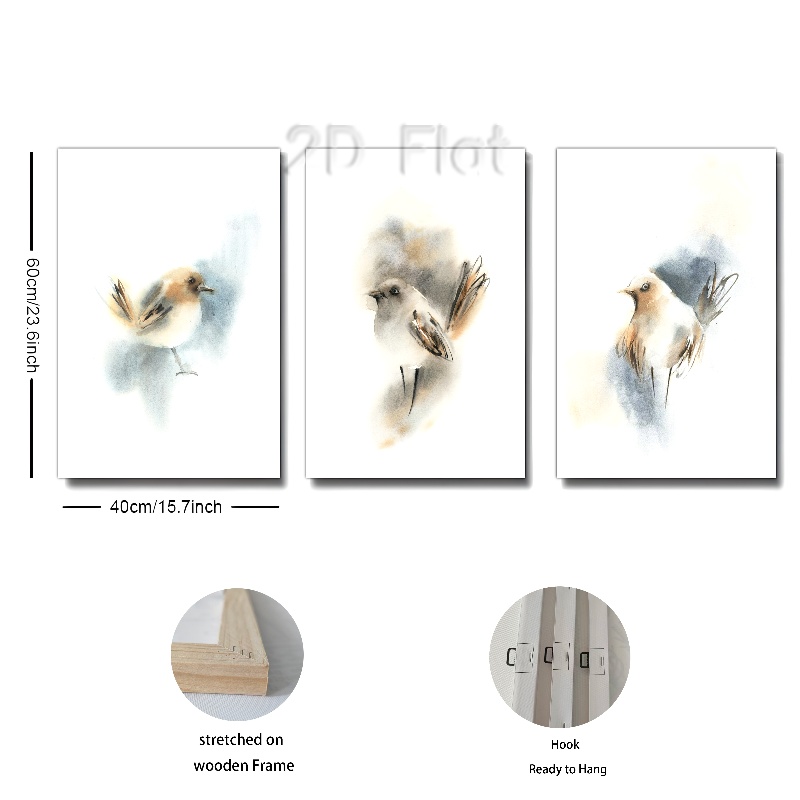 2D Flat
60cm/23.6inch
40cm/15.7inch
stretched on
wooden Frame
Hook
Ready to Hang